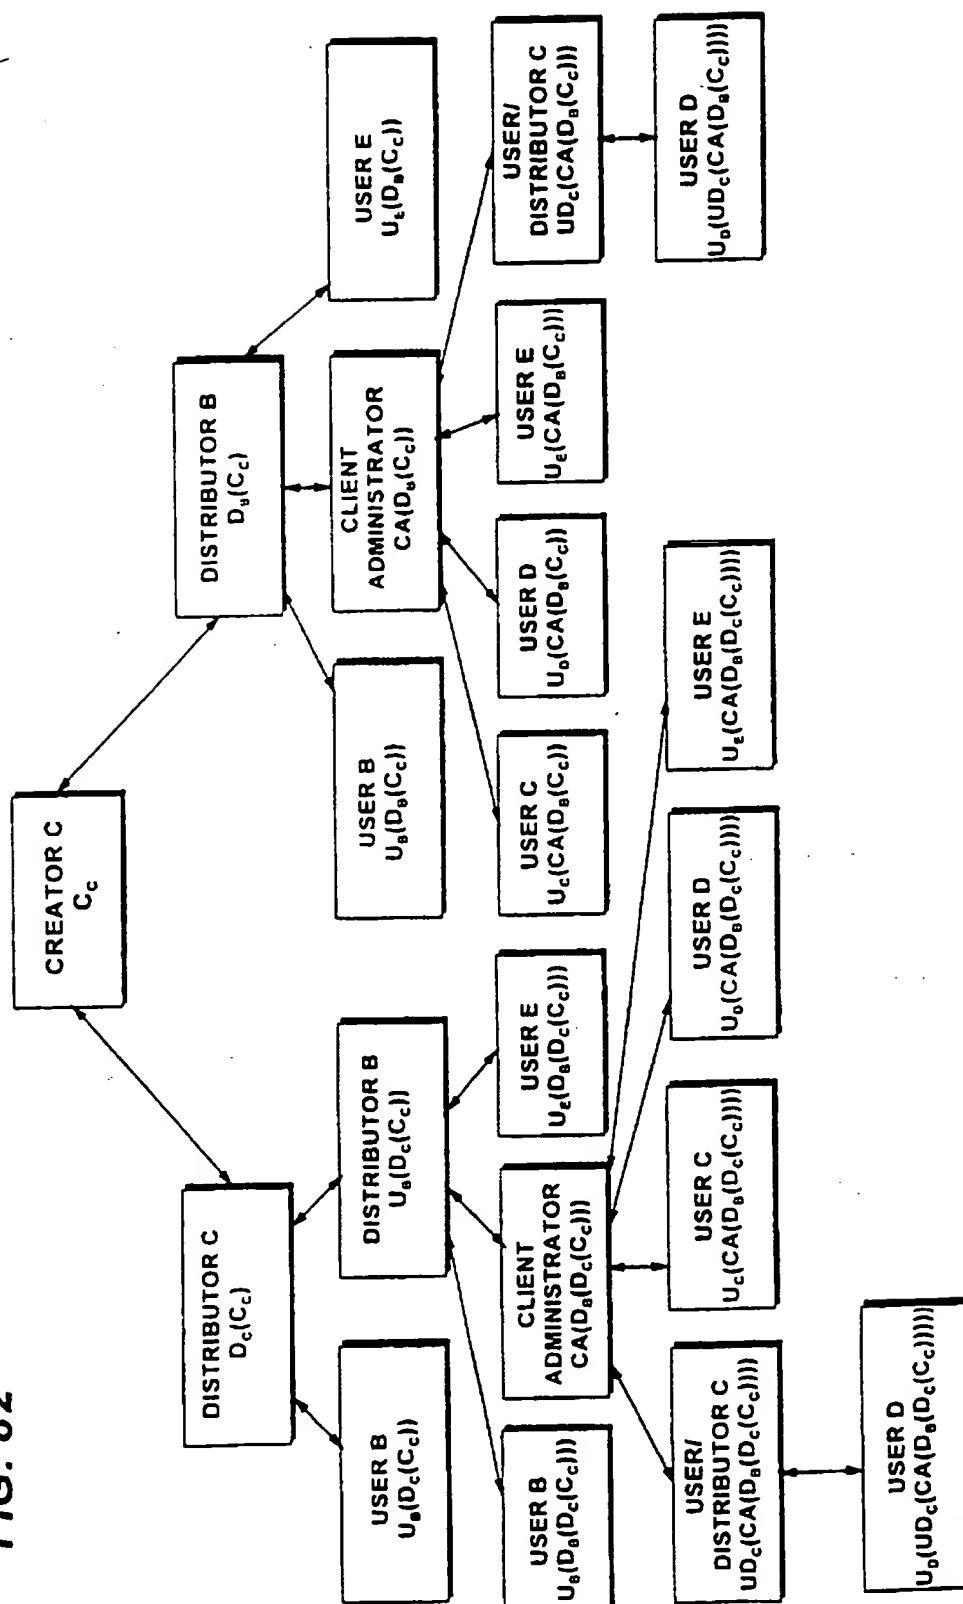 FIG. 82
CREATOR C
C_C
DISTRIBUTOR C
D_C(C_C)
DISTRIBUTOR B
D_B(C_C)
USER B
U_B(D_C(C_C))
DISTRIBUTOR B
U_B(D_C(C_C))
USER B
U_B(D_B(C_C))
CLIENT
ADMINISTRATOR
CA(D_B(C_C))
USER E
U_E(D_B(C_C))
USER B
U_B(D_B(D_C(C_C)))
CLIENT
ADMINISTRATOR
CA(D_B(D_C(C_C)))
USER E
U_E(D_B(D_C(C_C)))
USER C
U_C(CA(D_B(C_C)))
USER D
U_D(CA(D_B(C_C)))
USER E
U_E(CA(D_B(C_C)))
USER/
DISTRIBUTOR C
UD_C(CA(D_B(C_C)))
USER/
DISTRIBUTOR C
UD_C(CA(D_B(D_C(C_C))))
USER C
U_C(CA(D_B(D_C(C_C))))
USER D
U_D(CA(D_B(D_C(C_C))))
USER E
U_E(CA(D_B(D_C(C_C))))
USER D
U_D(UD_C(CA(D_B(C_C))))
USER D
U_D(UD_C(CA(D_B(D_C(C_C)))))